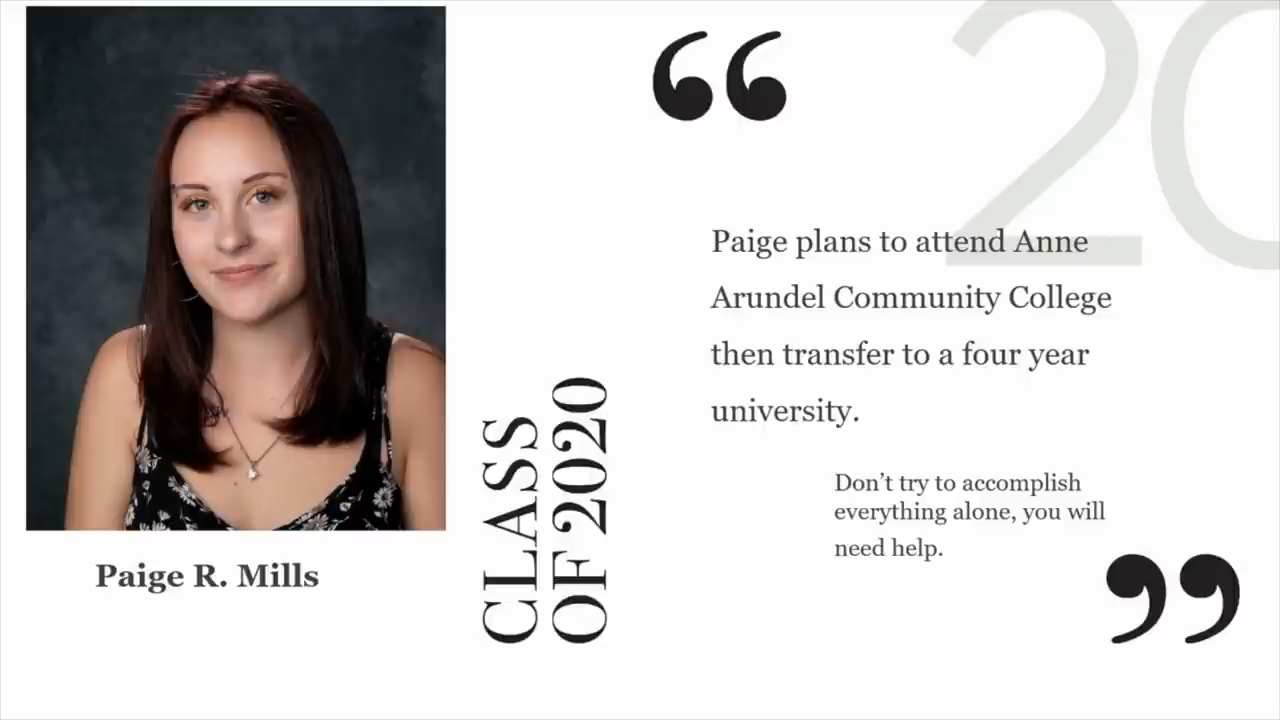 20
“
Paige plans to attend Anne
Arundel Community College
then transfer to a four year
university.
Don’t try to accomplish
everything alone, you will
need help.
”
CLASS
OF 2020
Paige R. Mills